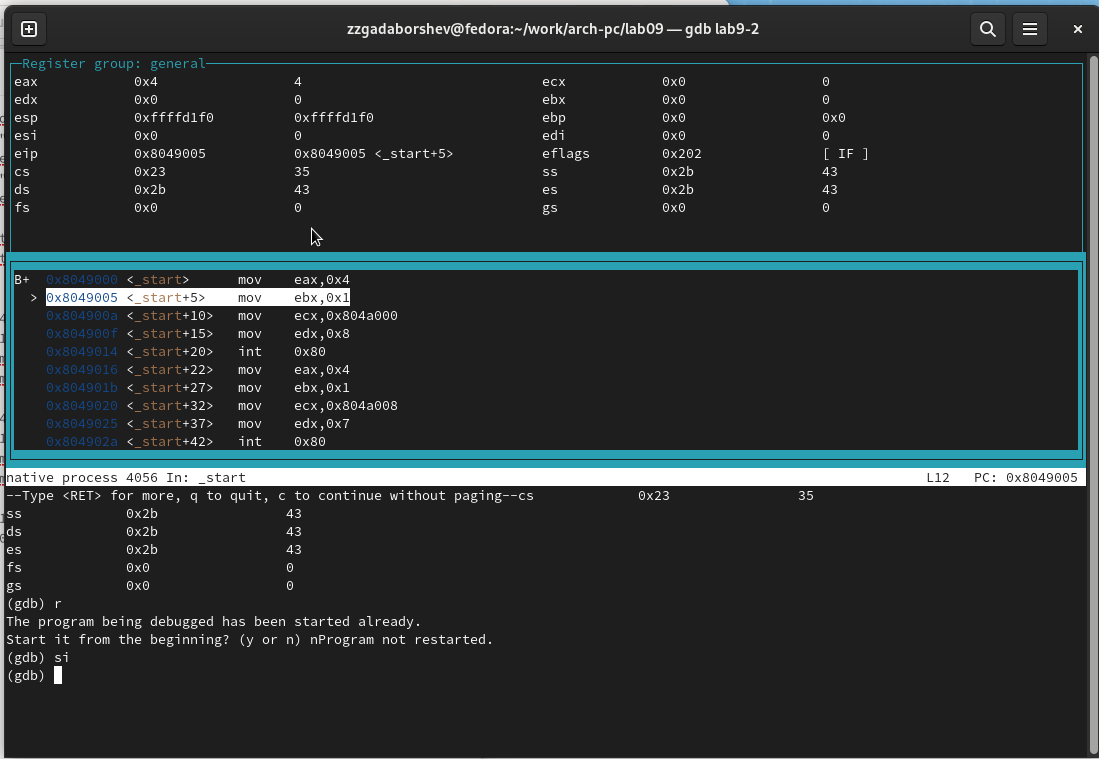 zzgadaborshev@fedora:~/work/arch-pc/lab09 — gdb lab9-2
Register group: general
eax 0x4 4 ecx 0x0 0
edx 0x0 0 ebx 0x0 0
esp 0xffffd1f0 0xffffd1f0 ebp 0x0 0x0
esi 0x0 0 edi 0x0 0
eip 0x8049005 0x8049005 <_start+5> eflags 0x202 [ IF ]
cs 0x23 35 ss 0x2b 43
ds 0x2b 43 es 0x2b 43
fs 0x0 0 gs 0x0 0
B+ 0x8049000 <_start> mov eax,0x4
> 0x8049005 <_start+5> mov ebx,0x1
0x804900a <_start+10> mov ecx,0x804a000
0x804900f <_start+15> mov edx,0x8
0x8049014 <_start+20> int 0x80
0x8049016 <_start+22> mov eax,0x4
0x804901b <_start+27> mov ebx,0x1
0x8049020 <_start+32> mov ecx,0x804a008
0x8049025 <_start+37> mov edx,0x7
0x804902a <_start+42> int 0x80
native process 4056 In: _start L12 PC: 0x8049005
--Type <RET> for more, q to quit, c to continue without paging--cs 0x23 35
ss 0x2b 43
ds 0x2b 43
es 0x2b 43
fs 0x0 0
gs 0x0 0
(gdb) r
The program being debugged has been started already.
Start it from the beginning? (y or n) nProgram not restarted.
(gdb) si
(gdb)